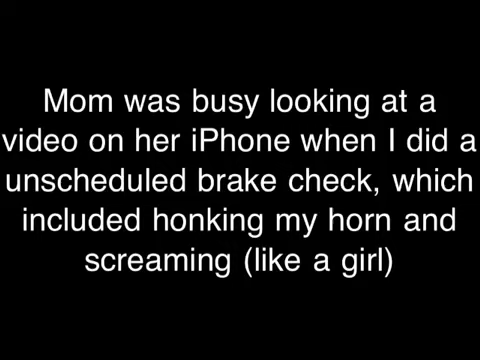 Mom was busy looking at a
video on her iPhone when I did a
unscheduled brake check, which
included honking my horn and
screaming (like a girl)